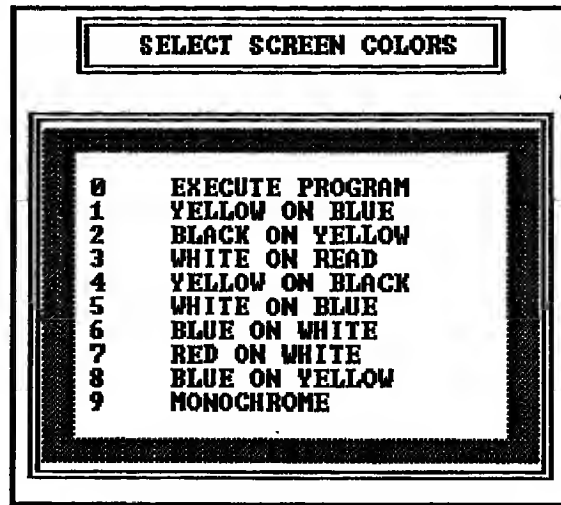 SELECT SCREEN COLORS
0 EXECUTE PROGRAM
1 YELLOW ON BLUE
2 BLACK ON YELLOW
3 WHITE ON READ
4 YELLOW ON BLACK
5 WHITE ON BLUE
6 BLUE ON WHITE
7 RED ON WHITE
8 BLUE ON YELLOW
9 MONOCHROME